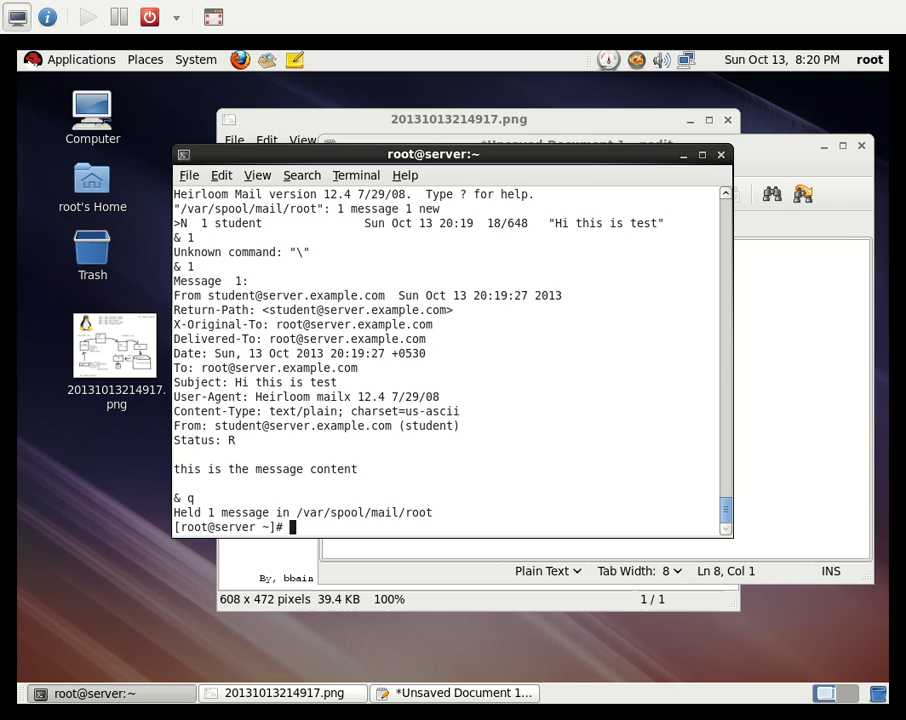 Applications Places System
Sun Oct 13, 8:20 PM root
Computer
root's Home
Trash
20131013214917.
png
20131013214917.png
File Edit View
root@server:~
File Edit View Search Terminal Help
Heirloom Mail version 12.4 7/29/08.  Type ? for help.
"/var/spool/mail/root": 1 message 1 new
>N  1 student               Sun Oct 13 20:19  18/648   "Hi this is test"
& 1
Unknown command: "\"
& 1
Message  1:
From student@server.example.com  Sun Oct 13 20:19:27 2013
Return-Path: <student@server.example.com>
X-Original-To: root@server.example.com
Delivered-To: root@server.example.com
Date: Sun, 13 Oct 2013 20:19:27 +0530
To: root@server.example.com
Subject: Hi this is test
User-Agent: Heirloom mailx 12.4 7/29/08
Content-Type: text/plain; charset=us-ascii
From: student@server.example.com (student)
Status: R
this is the message content
& q
Held 1 message in /var/spool/mail/root
[root@server ~]#
Plain Text Tab Width: 8 Ln 8, Col 1 INS
By, bbain
608 x 472 pixels 39.4 KB 100% 1 / 1
root@server:~ 20131013214917.png *Unsaved Document 1...